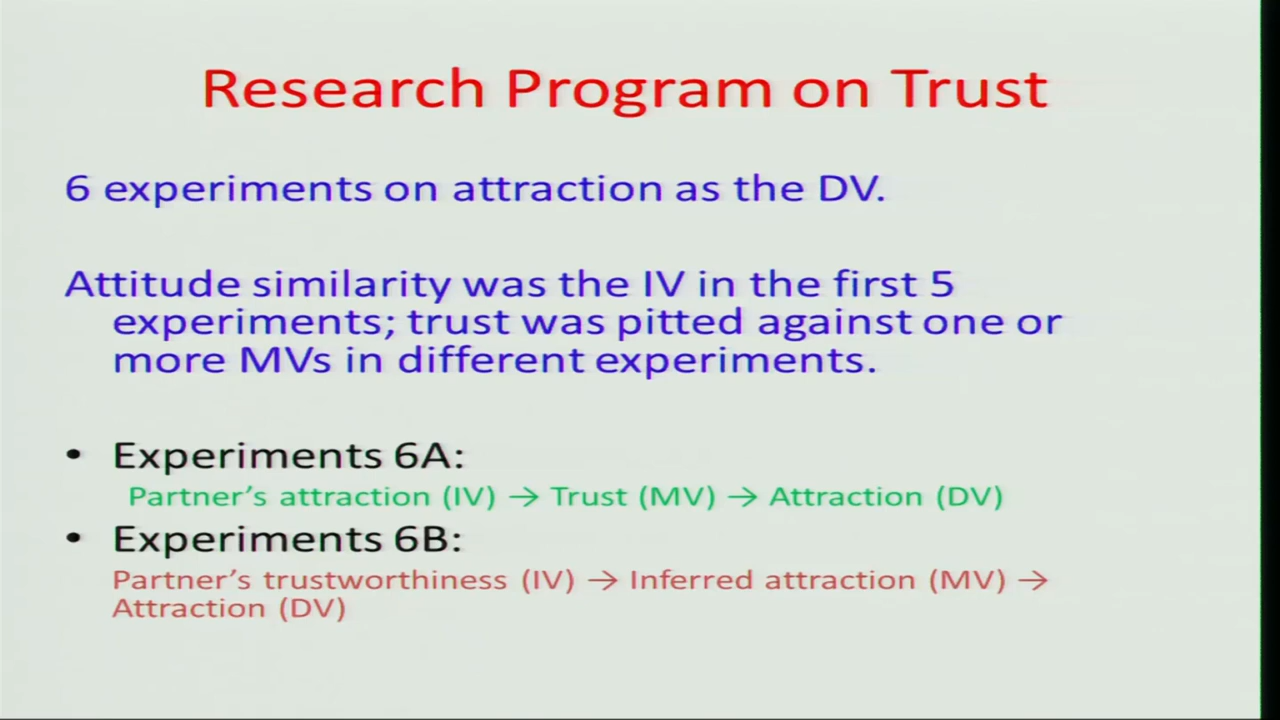 Research Program on Trust
6 experiments on attraction as the DV.
Attitude similarity was the IV in the first 5
experiments; trust was pitted against one or
more MVs in different experiments.
• Experiments 6A:
Partner's attraction (IV) → Trust (MV) → Attraction (DV)
• Experiments 6B:
Partner's trustworthiness (IV) → Inferred attraction (MV) →
Attraction (DV)